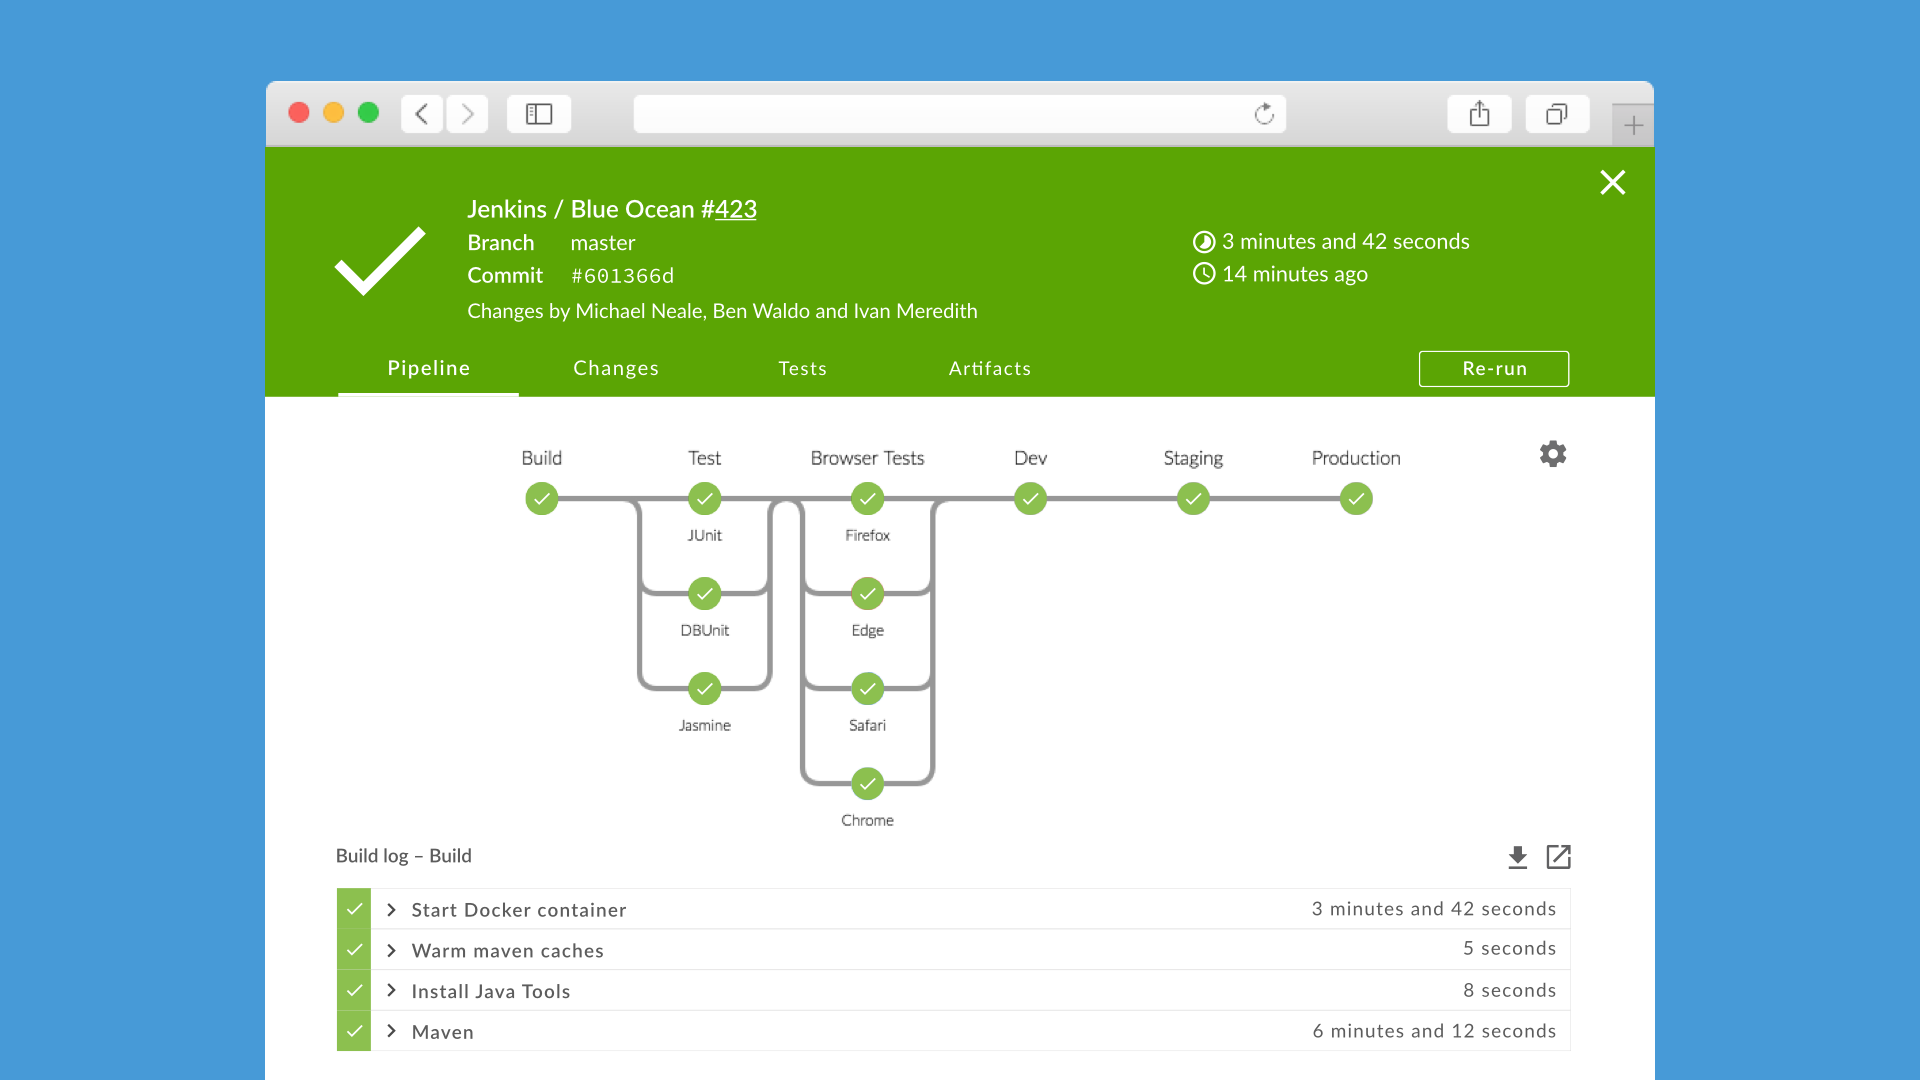 Jenkins / Blue Ocean #423
Branch master
Commit #601366d
Changes by Michael Neale, Ben Waldo and Ivan Meredith
3 minutes and 42 seconds
14 minutes ago
Pipeline Changes Tests Artifacts Re-run
Build Test Browser Tests Dev Staging Production
JUnit Firefox
DBUnit Edge
Jasmine Safari
Chrome
Build log – Build
Start Docker container 3 minutes and 42 seconds
Warm maven caches 5 seconds
Install Java Tools 8 seconds
Maven 6 minutes and 12 seconds